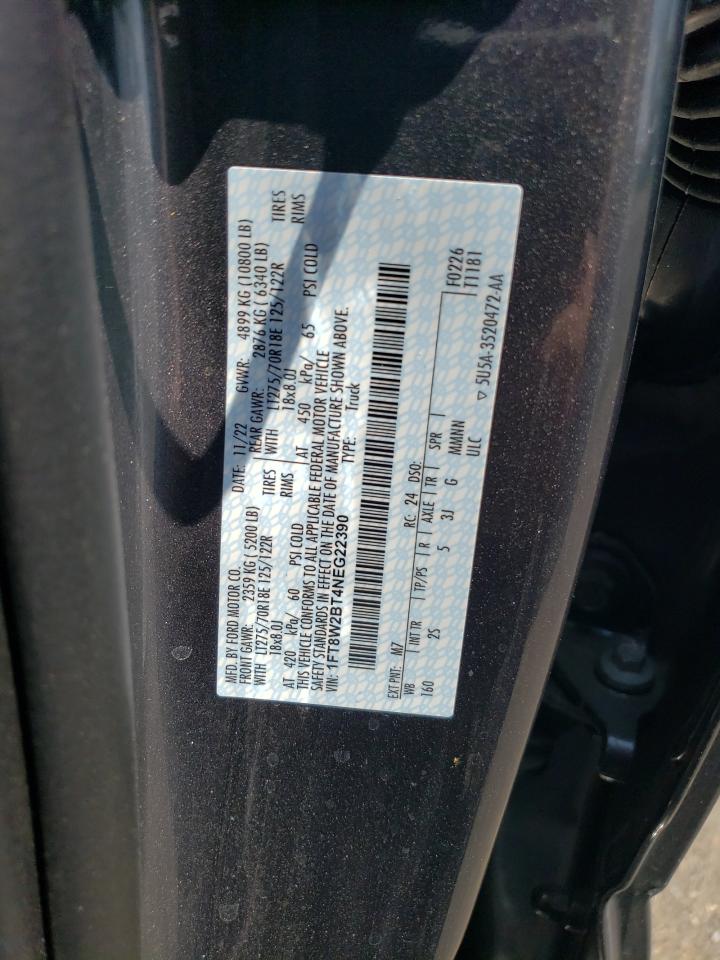 MFD. BY FORD MOTOR CO. DATE: 11/22 GVWR: 4899 KG (10800 LB)
FRONT GAWR: 2359 KG ( 5200 LB) REAR GAWR: 2876 KG ( 6340 LB)
WITH LT275/70R18E 125/122R TIRES WITH LT275/70R18E 125/122R TIRES
18x8.0J RIMS 18x8.0J RIMS
AT 420 kPa/ 60 PSI COLD AT 450 kPa/ 65 PSI COLD
THIS VEHICLE CONFORMS TO ALL APPLICABLE FEDERAL MOTOR VEHICLE
SAFETY STANDARDS IN EFFECT ON THE DATE OF MANUFACTURE SHOWN ABOVE.
VIN: 1FT8W2BT4NEG22390 TYPE: Truck
EXT PNT: M7 RC: 24 DSO: F0226
WB INT TR TP/PS R AXLE TR SPR T1181
160 2S 5 3J G MMNN
ULC ▽ 5U5A-3520472-AA